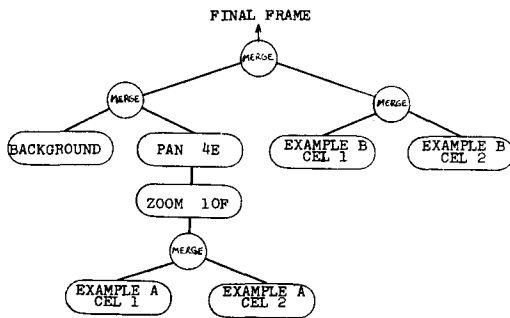 FINAL FRAME
MERGE
MERGE
MERGE
BACKGROUND
PAN 4E
EXAMPLE B
CEL 1
EXAMPLE B
CEL 2
ZOOM 10F
MERGE
EXAMPLE A
CEL 1
EXAMPLE A
CEL 2